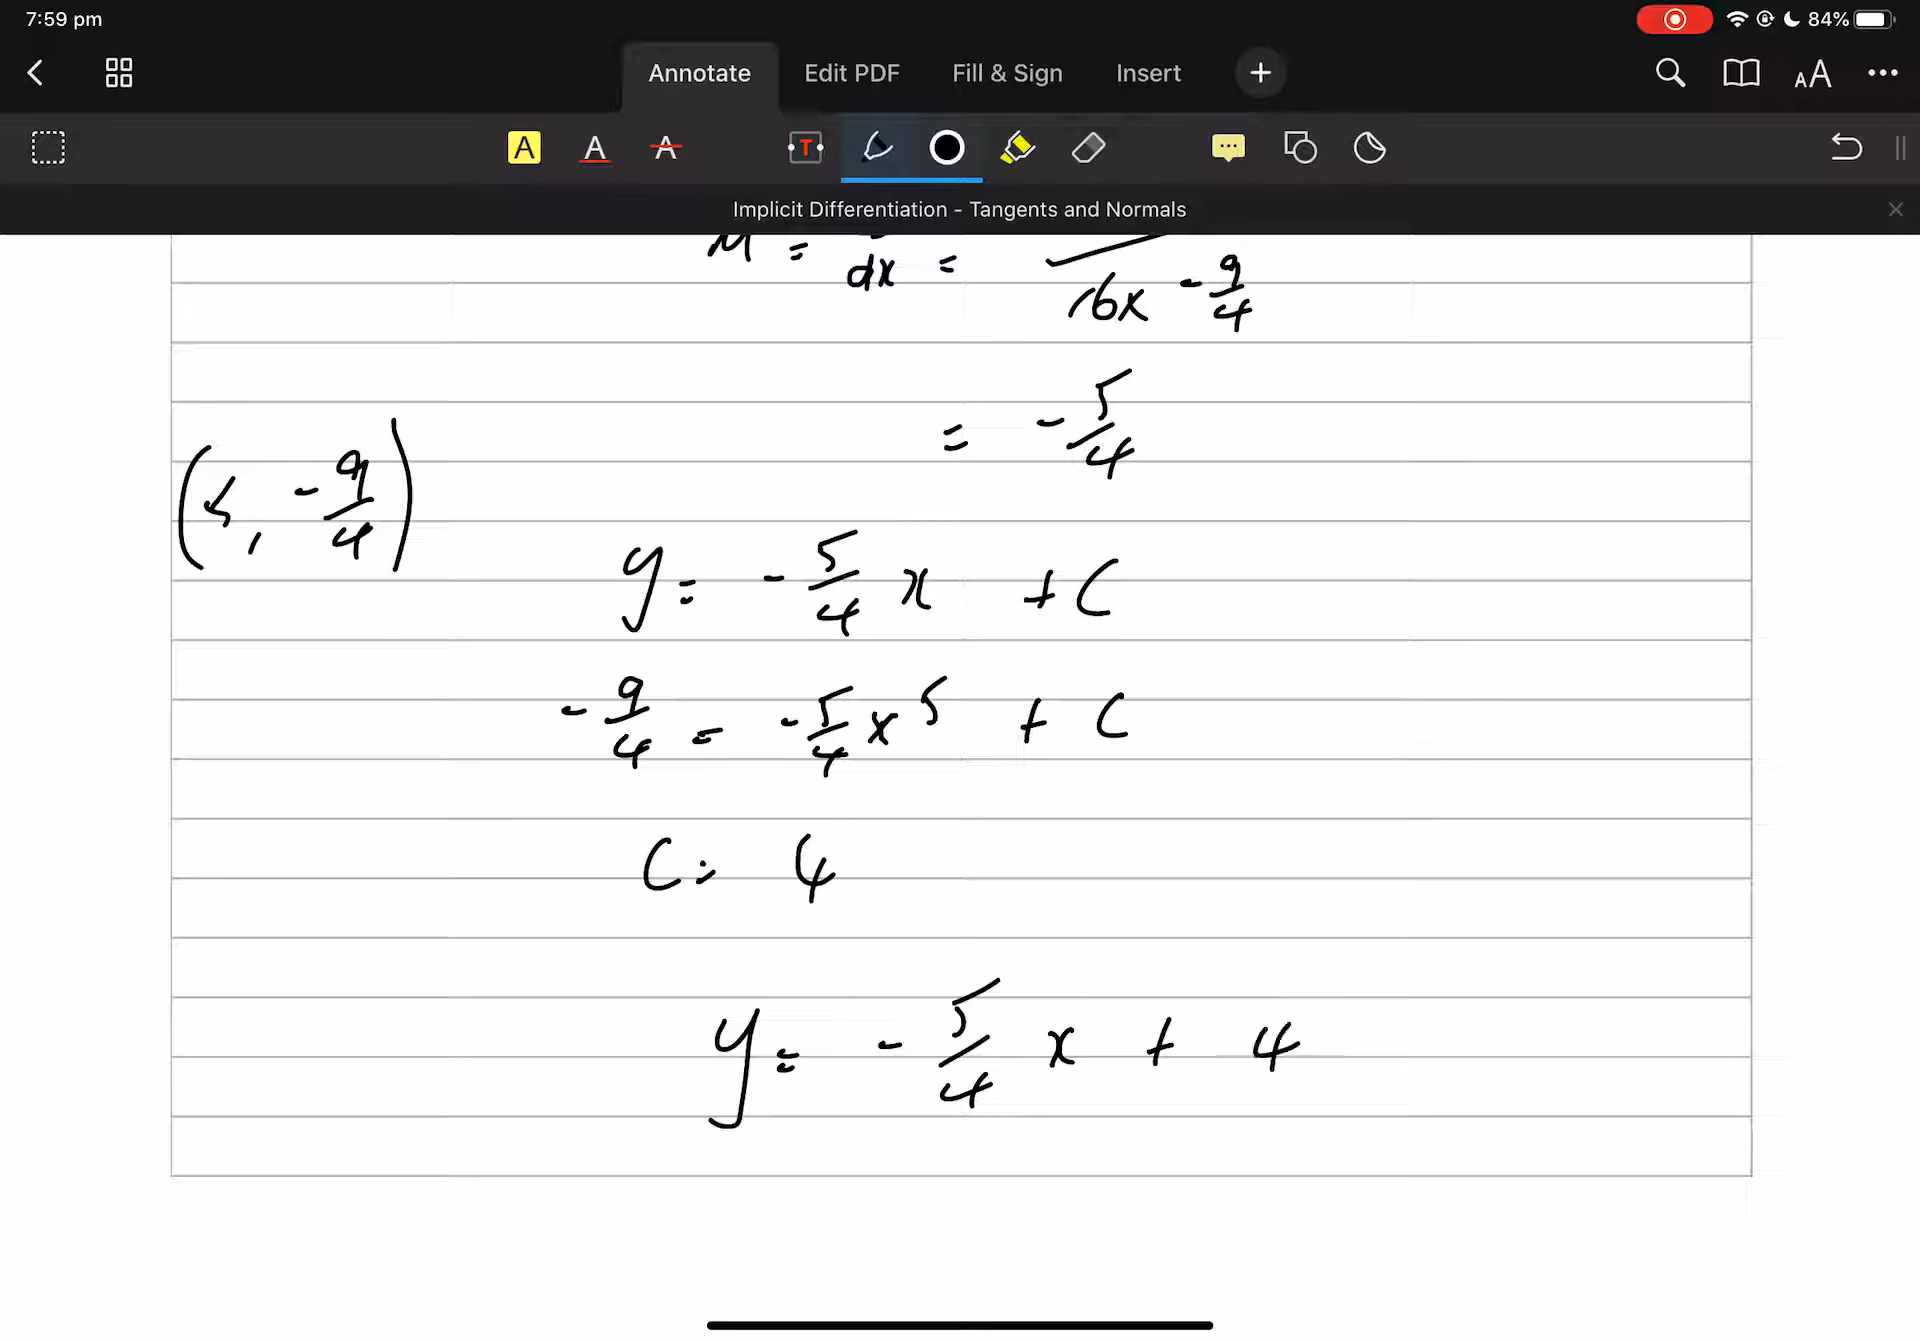 7:59 pm
84%
Annotate Edit PDF Fill & Sign Insert
AA
A A A T
Implicit Differentiation - Tangents and Normals
M = dx =
16x - 9/4
= - 5/4
(5, - 9/4)
y = - 5/4 x + C
- 9/4 = - 5/4 x 5 + C
C = 4
y = - 5/4 x + 4